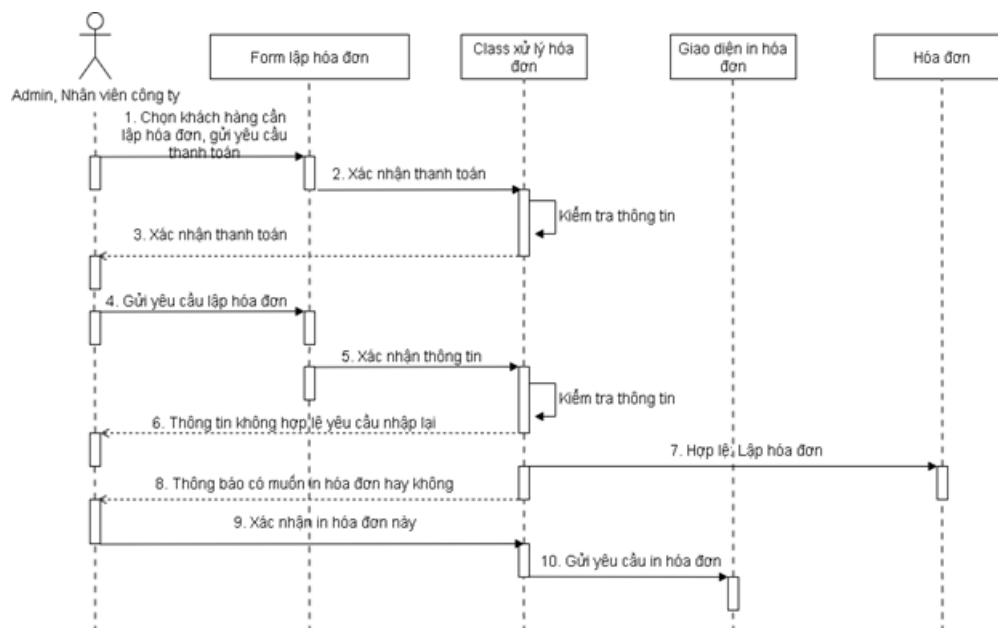 Form lập hóa đơn
Class xử lý hóa
đơn
Giao diện in hóa
đơn
Hóa đơn
Admin, Nhân viên công ty
1. Chọn khách hàng cần
lập hóa đơn, gửi yêu cầu
thanh toán
2. Xác nhận thanh toán
Kiểm tra thông tin
3. Xác nhận thanh toán
4. Gửi yêu cầu lập hóa đơn
5. Xác nhận thông tin
Kiểm tra thông tin
6. Thông tin không hợp lệ yêu cầu nhập lại
7. Hợp lệ: Lập hóa đơn
8. Thông báo có muốn in hóa đơn hay không
9. Xác nhận in hóa đơn này
10. Gửi yêu cầu in hóa đơn